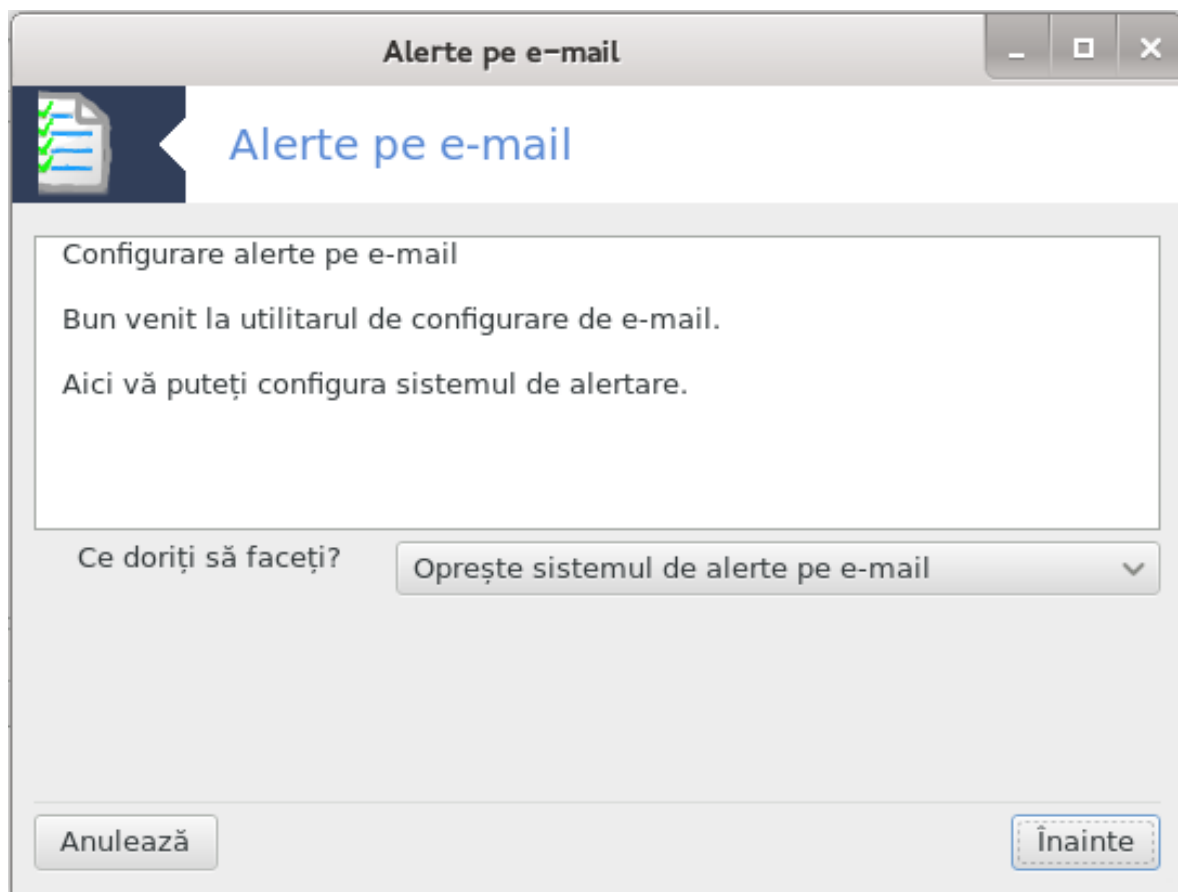 Alerte pe e-mail
Alerte pe e-mail
Configurare alerte pe e-mail
Bun venit la utilitarul de configurare de e-mail.
Aici vă puteți configura sistemul de alertare.
Ce doriți să faceți?
Oprește sistemul de alerte pe e-mail
Anulează
Înainte